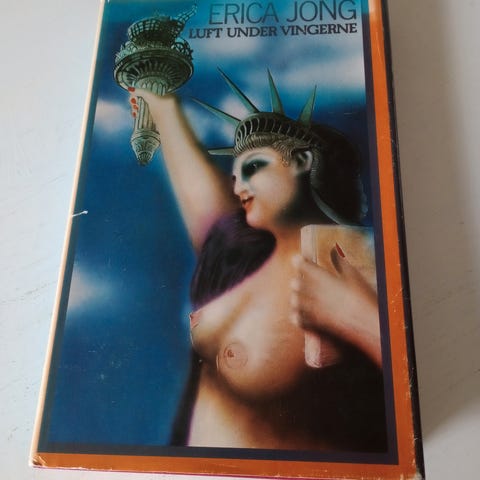 ERICA JONG
LUFT UNDER VINGERNE